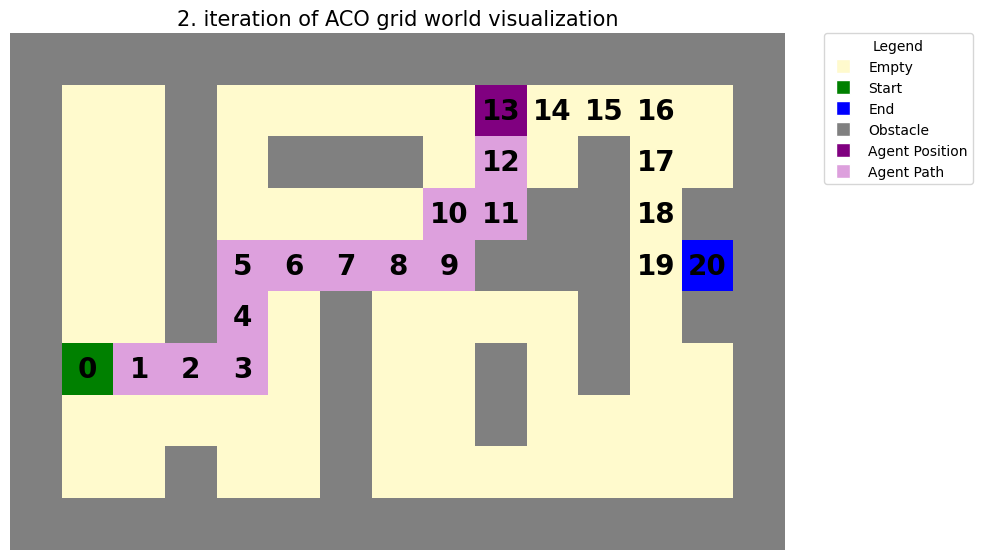 2. iteration of ACO grid world visualization
Legend
Empty
Start
End
Obstacle
Agent Position
Agent Path
13 14 15 16
12 17
10 11 18
5 6 7 8 9 19 20
4
0 1 2 3